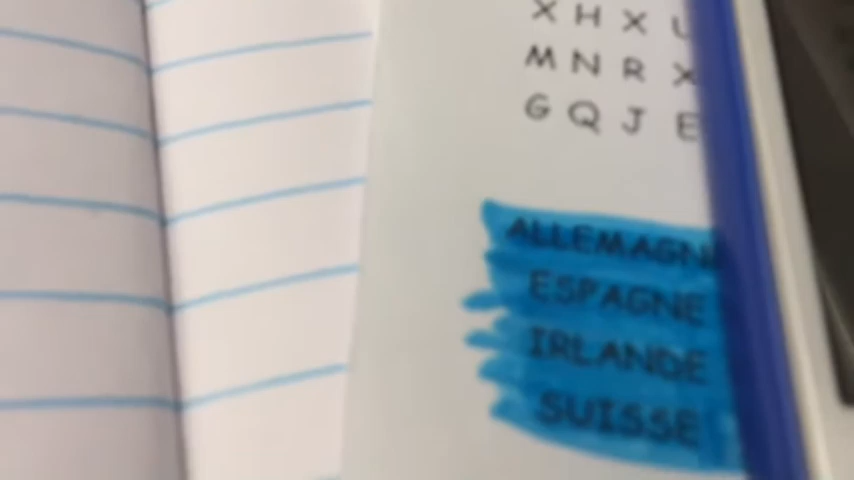 X H X U
M N R X
G Q J E
ALLEMAGNE
ESPAGNE
IRLANDE
SUISSE